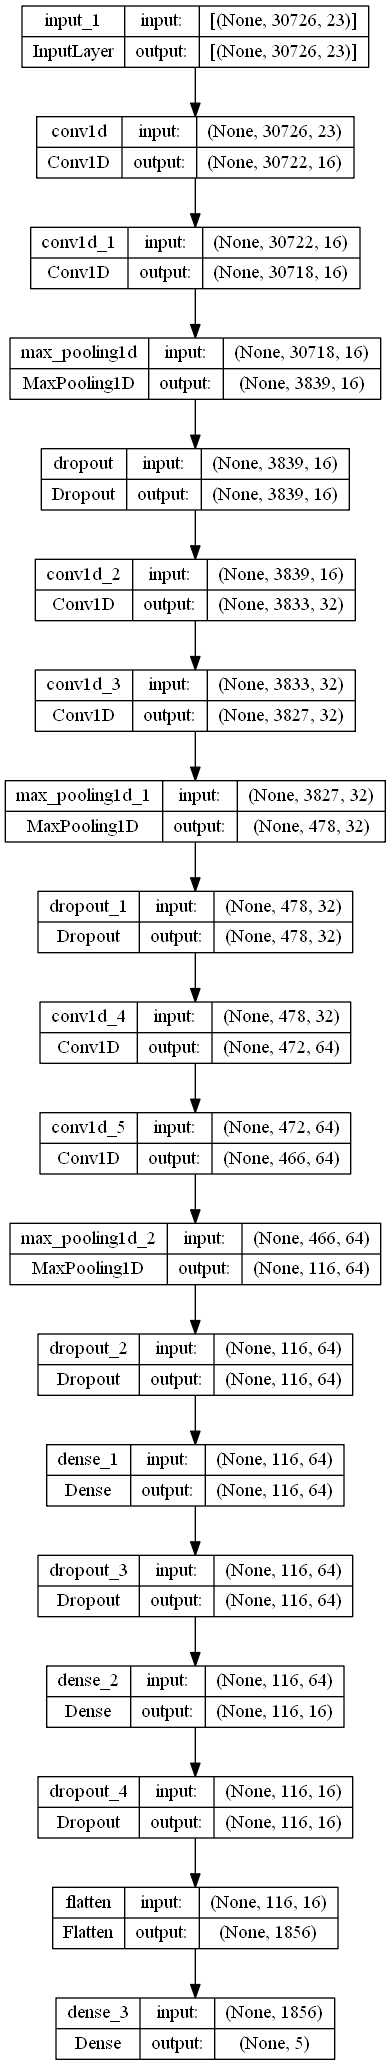 input_1 input: [(None, 30726, 23)]
InputLayer output: [(None, 30726, 23)]
conv1d input: (None, 30726, 23)
Conv1D output: (None, 30722, 16)
conv1d_1 input: (None, 30722, 16)
Conv1D output: (None, 30718, 16)
max_pooling1d input: (None, 30718, 16)
MaxPooling1D output: (None, 3839, 16)
dropout input: (None, 3839, 16)
Dropout output: (None, 3839, 16)
conv1d_2 input: (None, 3839, 16)
Conv1D output: (None, 3833, 32)
conv1d_3 input: (None, 3833, 32)
Conv1D output: (None, 3827, 32)
max_pooling1d_1 input: (None, 3827, 32)
MaxPooling1D output: (None, 478, 32)
dropout_1 input: (None, 478, 32)
Dropout output: (None, 478, 32)
conv1d_4 input: (None, 478, 32)
Conv1D output: (None, 472, 64)
conv1d_5 input: (None, 472, 64)
Conv1D output: (None, 466, 64)
max_pooling1d_2 input: (None, 466, 64)
MaxPooling1D output: (None, 116, 64)
dropout_2 input: (None, 116, 64)
Dropout output: (None, 116, 64)
dense_1 input: (None, 116, 64)
Dense output: (None, 116, 64)
dropout_3 input: (None, 116, 64)
Dropout output: (None, 116, 64)
dense_2 input: (None, 116, 64)
Dense output: (None, 116, 16)
dropout_4 input: (None, 116, 16)
Dropout output: (None, 116, 16)
flatten input: (None, 116, 16)
Flatten output: (None, 1856)
dense_3 input: (None, 1856)
Dense output: (None, 5)